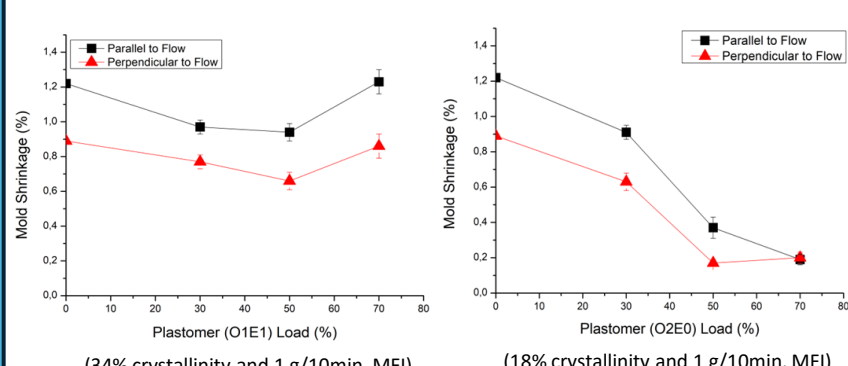 Parallel to Flow
Perpendicular to Flow
Mold Shrinkage (%)
1,4
1,2
1,0
0,8
0,6
0,4
0,2
0,0
0 10 20 30 40 50 60 70 80
Plastomer (O1E1) Load (%)
(34% crystallinity and 1 g/10min. MFI)
Parallel to Flow
Perpendicular to Flow
Mold Shrinkage (%)
1,4
1,2
1,0
0,8
0,6
0,4
0,2
0,0
0 10 20 30 40 50 60 70 80
Plastomer (O2E0) Load (%)
(18% crystallinity and 1 g/10min. MFI)